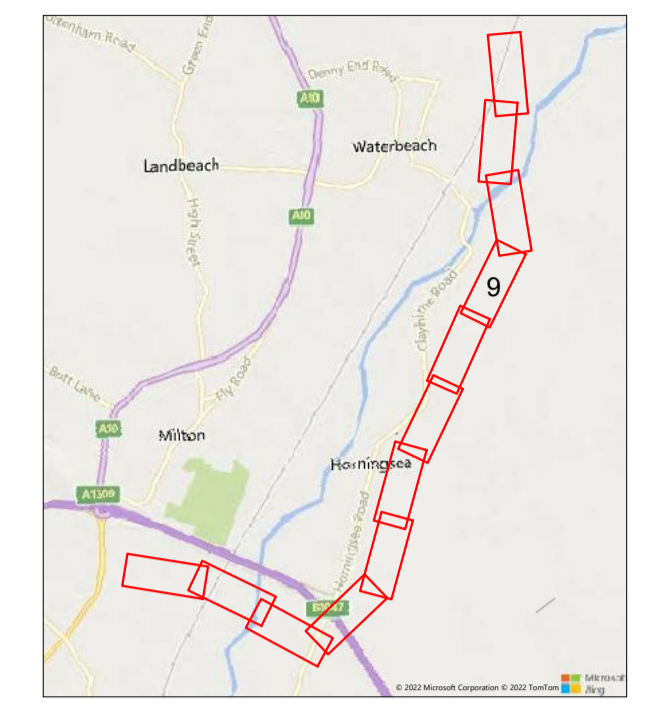 Green End
Denny End Road
A10
Waterbeach
Landbeach
High Street
A10
9
Clayhithe Road
Butt Lane
Ely Road
A10
Milton
Horningsea
A1309
Horningsea Road
© 2022 Microsoft Corporation © 2022 TomTom
Microsoft
Bing